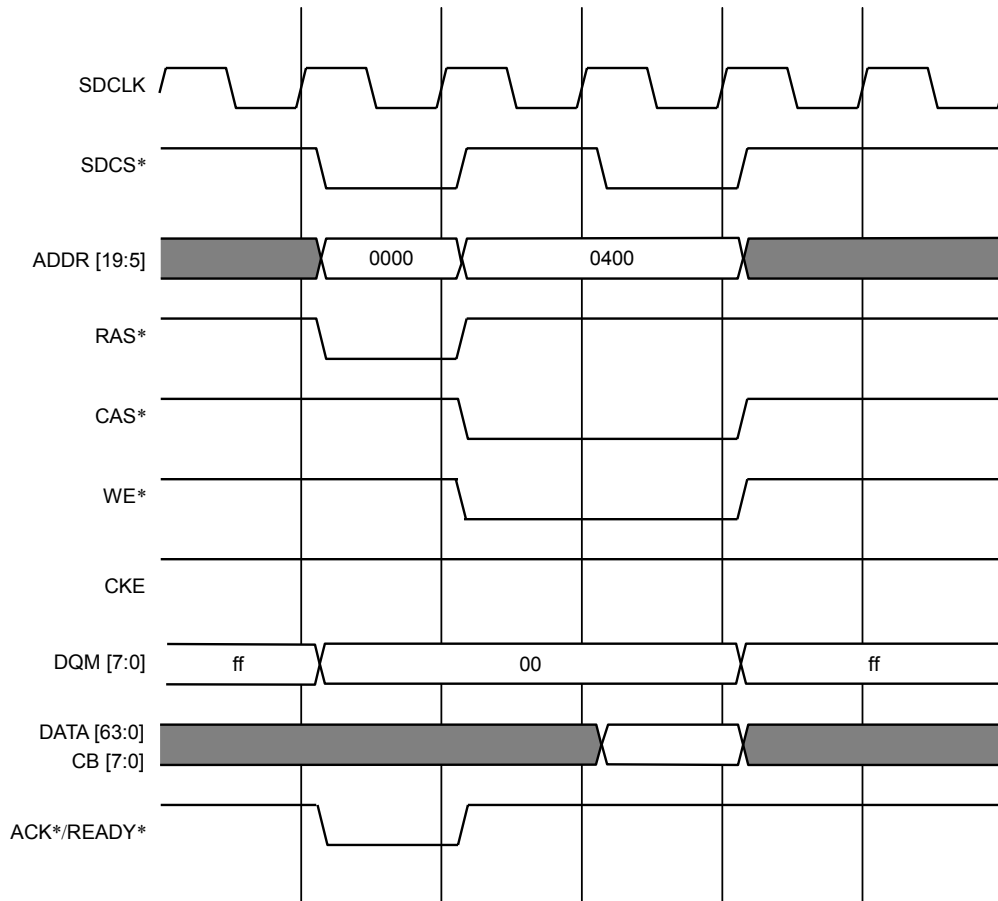 SDCLK
SDCS*
ADDR [19:5] 0000 0400
RAS*
CAS*
WE*
CKE
DQM [7:0] ff 00 ff
DATA [63:0]
CB [7:0]
ACK*/READY*